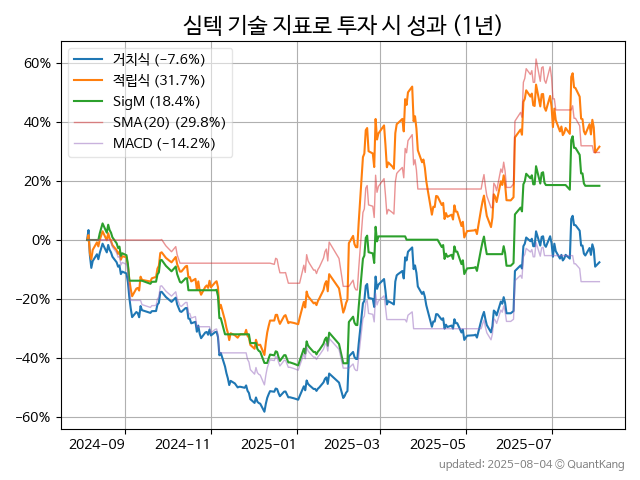 심텍 기술 지표로 투자 시 성과 (1년)
거치식 (−7.6%)
적립식 (31.7%)
SigM (18.4%)
SMA(20) (29.8%)
MACD (−14.2%)
60%
40%
20%
0%
−20%
−40%
−60%
2024-09
2024-11
2025-01
2025-03
2025-05
2025-07
updated: 2025-08-04 © QuantKang